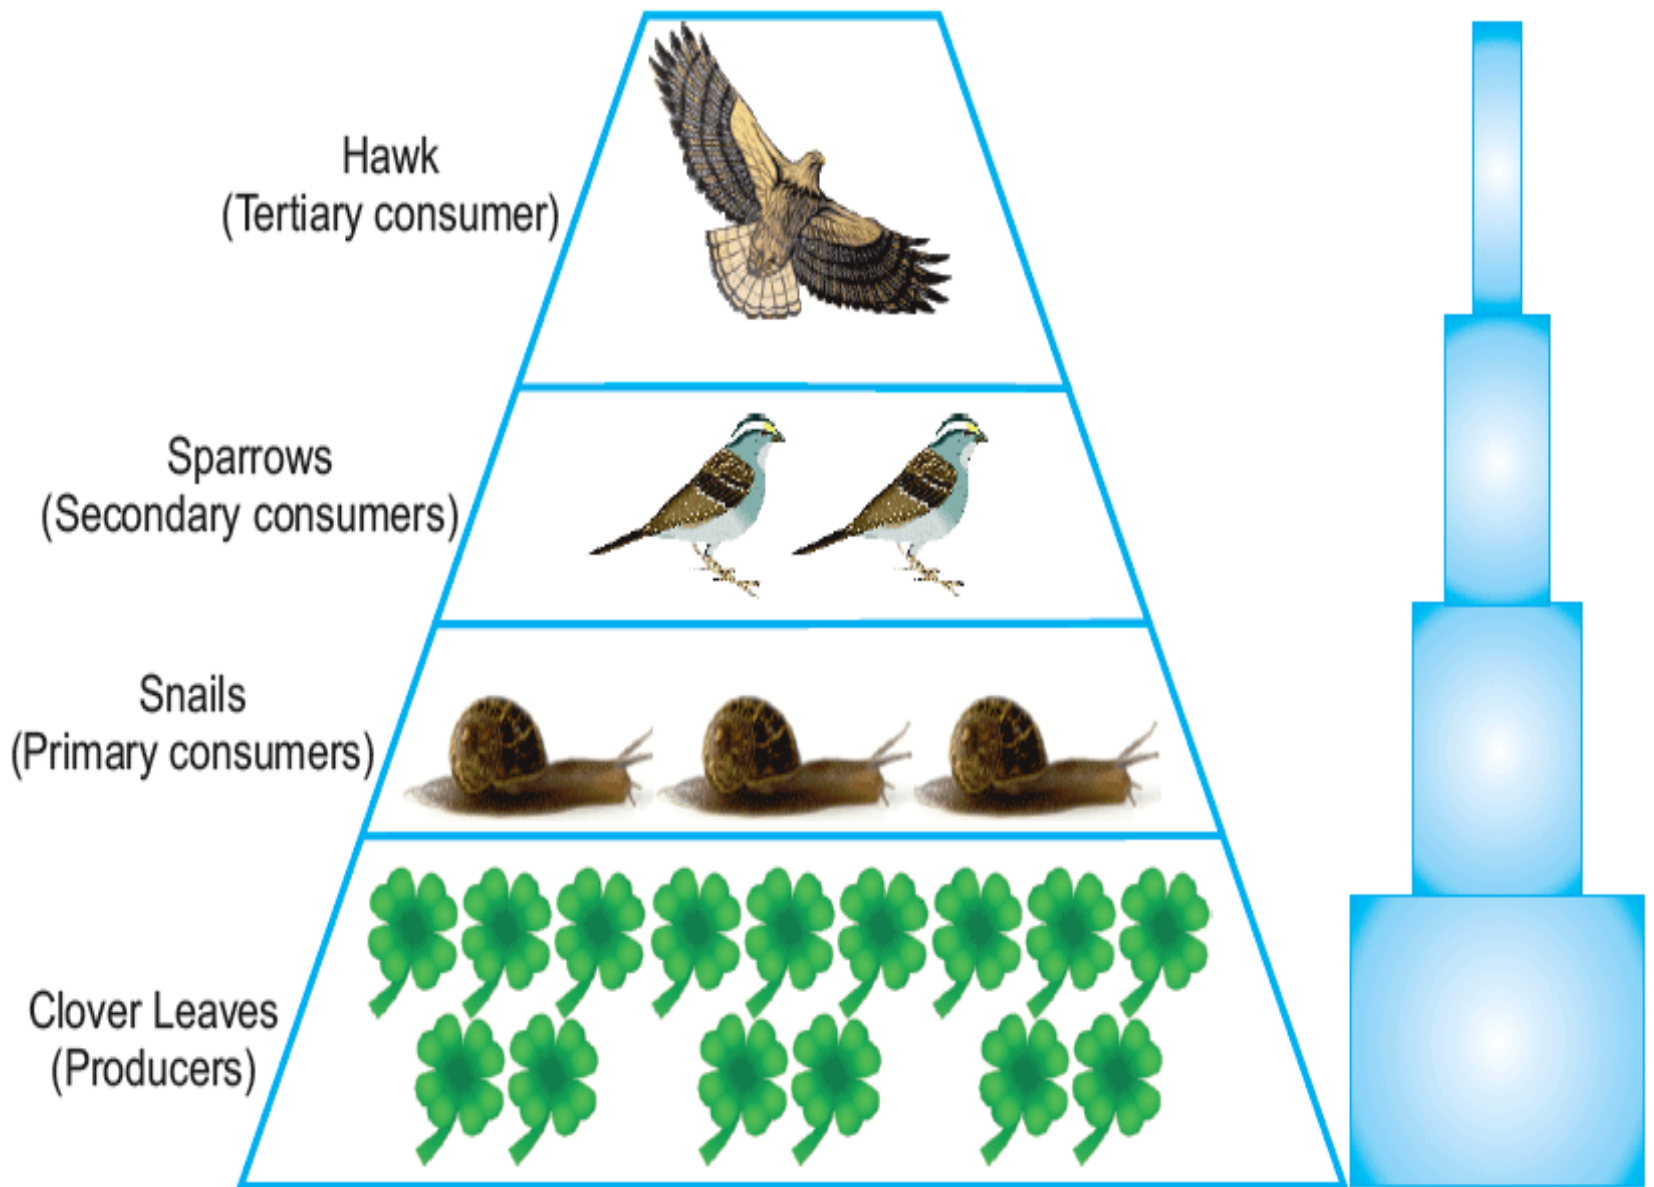 Hawk
(Tertiary consumer)
Sparrows
(Secondary consumers)
Snails
(Primary consumers)
Clover Leaves
(Producers)